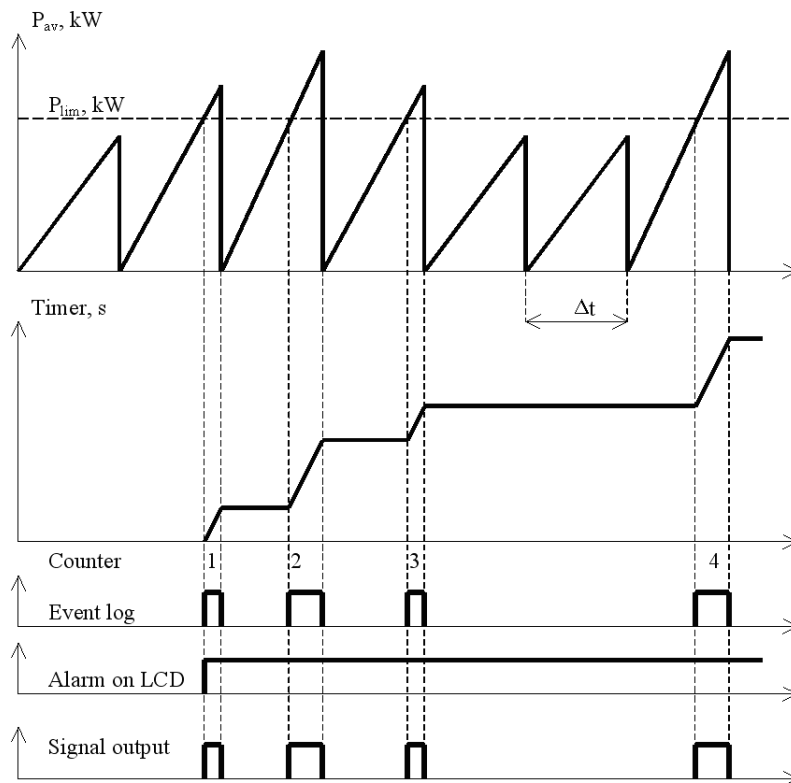 P_av, kW
P_lim, kW
Timer, s
Δt
Counter 1 2 3 4
Event log
Alarm on LCD
Signal output